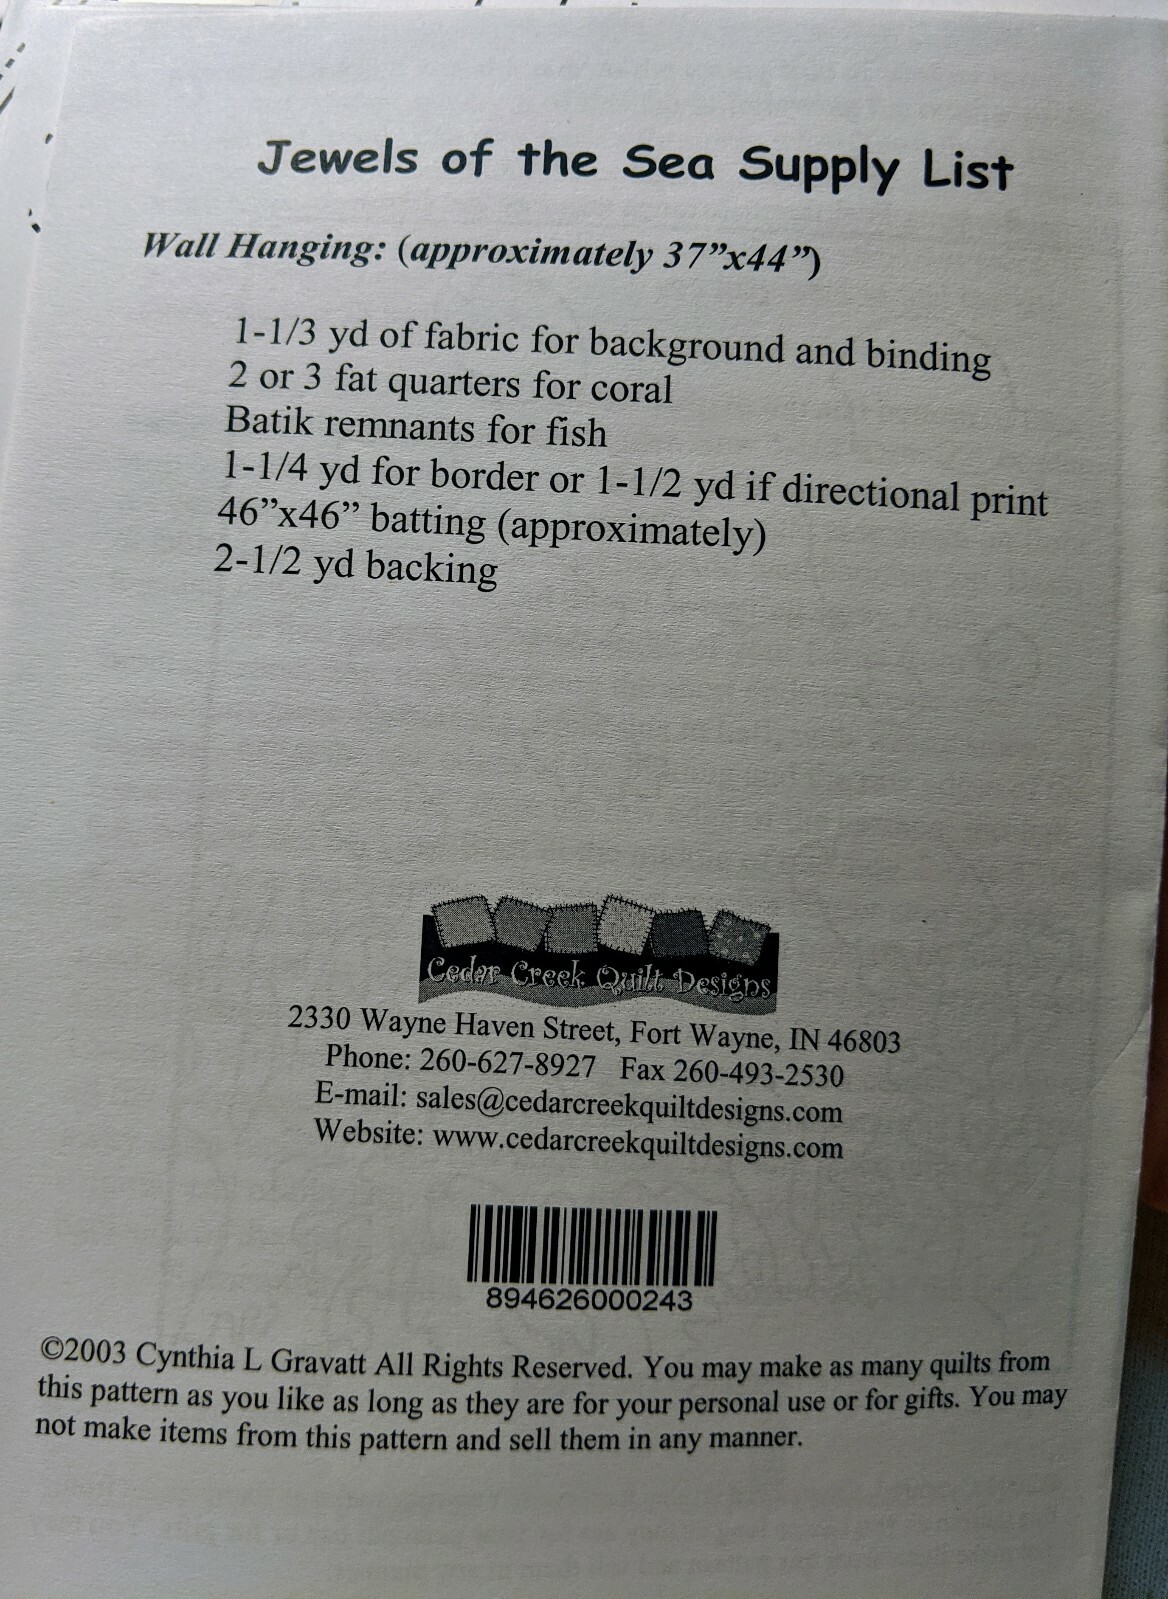 Jewels of the Sea Supply List
Wall Hanging: (approximately 37”x44”)
1-1/3 yd of fabric for background and binding
2 or 3 fat quarters for coral
Batik remnants for fish
1-1/4 yd for border or 1-1/2 yd if directional print
46”x46” batting (approximately)
2-1/2 yd backing
Cedar Creek Quilt Designs
2330 Wayne Haven Street, Fort Wayne, IN 46803
Phone: 260-627-8927 Fax 260-493-2530
E-mail: sales@cedarcreekquiltdesigns.com
Website: www.cedarcreekquiltdesigns.com
894626000243
©2003 Cynthia L Gravatt All Rights Reserved. You may make as many quilts from
this pattern as you like as long as they are for your personal use or for gifts. You may
not make items from this pattern and sell them in any manner.